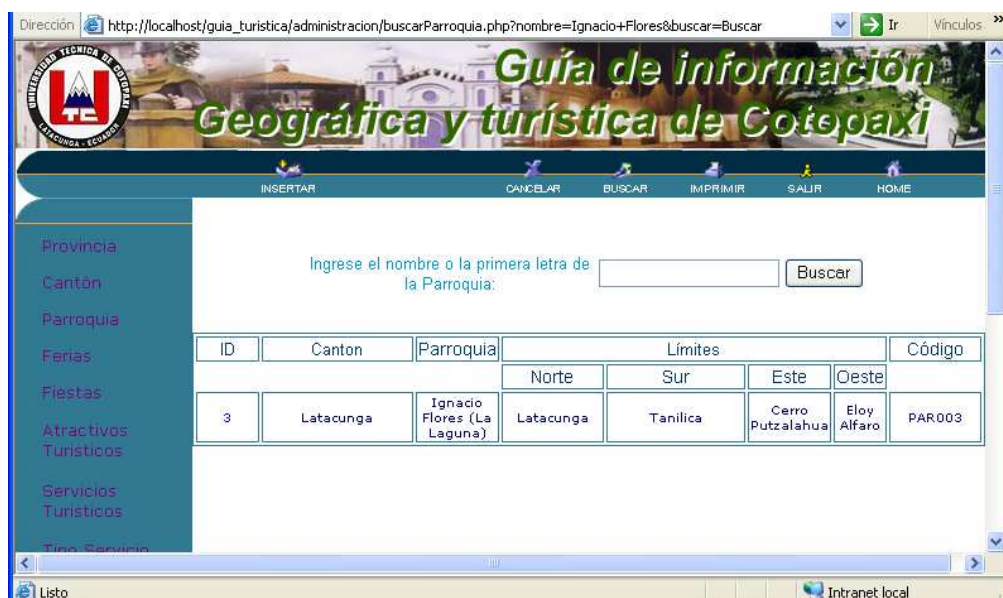 Dirección http://localhost/guia_turistica/administracion/buscarParroquia.php?nombre=Ignacio+Flores&buscar=Buscar Ir Vínculos »
UNIVERSIDAD TECNICA DE COTOPAXI
UTC
LATACUNGA - ECUADOR
Guía de información
Geográfica y turística de Cotopaxi
INSERTAR CANCELAR BUSCAR IMPRIMIR SALIR HOME
Provincia
Cantón
Parroquia
Ferias
Fiestas
Atractivos
Turisticos
Servicios
Turisticos
Tipo Servicio
Ingrese el nombre o la primera letra de
la Parroquia:
Buscar
ID Canton Parroquia Límites Código
Norte Sur Este Oeste
3 Latacunga Ignacio Flores (La Laguna) Latacunga Tanilica Cerro Putzalahua Eloy Alfaro PAR003
Listo Intranet local